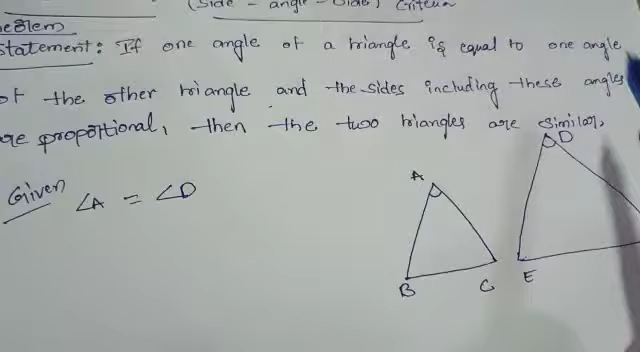 (Side - angle - Side) Criteria
Statement: If one angle of a triangle is equal to one angle
of the other triangle and the sides including these angles
are proportional, then the two triangles are similar.
D
A
Given ∠A = ∠D
B C E